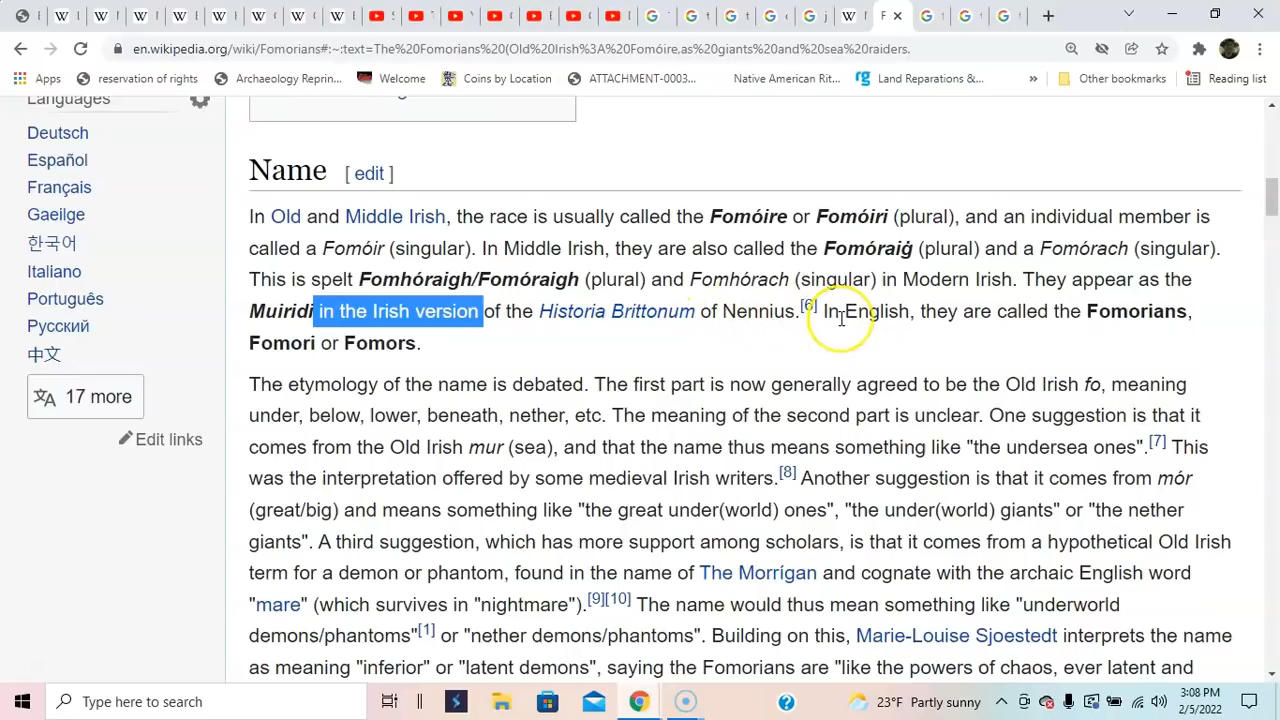 en.wikipedia.org/wiki/Fomorians#:~:text=The%20Fomorians%20(Old%20Irish%3A%20Fomóire,as%20giants%20and%20sea%20raiders.
Apps reservation of rights Archaeology Reprin... Welcome Coins by Location ATTACHMENT-0003... Native American Rit... Land Reparations &... » Other bookmarks Reading list
Languages
Deutsch
Español
Français
Gaeilge
한국어
Italiano
Português
Русский
中文
17 more
Edit links
Name [ edit ]
In Old and Middle Irish, the race is usually called the Fomóire or Fomóiri (plural), and an individual member is
called a Fomóir (singular). In Middle Irish, they are also called the Fomóraiġ (plural) and a Fomórach (singular).
This is spelt Fomhóraigh/Fomóraigh (plural) and Fomhórach (singular) in Modern Irish. They appear as the
Muiridi in the Irish version of the Historia Brittonum of Nennius.[6] In English, they are called the Fomorians,
Fomori or Fomors.
The etymology of the name is debated. The first part is now generally agreed to be the Old Irish fo, meaning
under, below, lower, beneath, nether, etc. The meaning of the second part is unclear. One suggestion is that it
comes from the Old Irish mur (sea), and that the name thus means something like "the undersea ones".[7] This
was the interpretation offered by some medieval Irish writers.[8] Another suggestion is that it comes from mór
(great/big) and means something like "the great under(world) ones", "the under(world) giants" or "the nether
giants". A third suggestion, which has more support among scholars, is that it comes from a hypothetical Old Irish
term for a demon or phantom, found in the name of The Morrígan and cognate with the archaic English word
"mare" (which survives in "nightmare").[9][10] The name would thus mean something like "underworld
demons/phantoms"[1] or "nether demons/phantoms". Building on this, Marie-Louise Sjoestedt interprets the name
as meaning "inferior" or "latent demons", saying the Fomorians are "like the powers of chaos, ever latent and
Type here to search
23°F Partly sunny
3:08 PM
2/5/2022